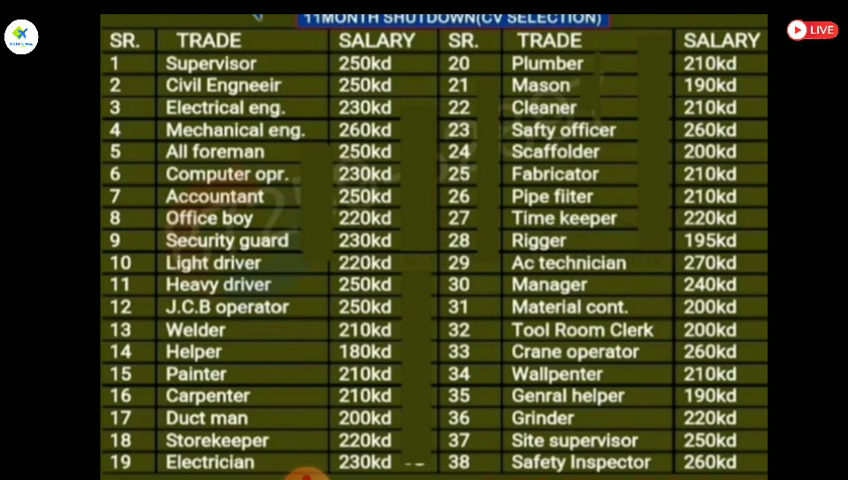 11MONTH SHUTDOWN(CV SELECTION)
LIVE
SR. TRADE SALARY SR. TRADE SALARY
1 Supervisor 250kd 20 Plumber 210kd
2 Civil Engneeir 250kd 21 Mason 190kd
3 Electrical eng. 230kd 22 Cleaner 210kd
4 Mechanical eng. 260kd 23 Safty officer 260kd
5 All foreman 250kd 24 Scaffolder 200kd
6 Computer opr. 230kd 25 Fabricator 210kd
7 Accountant 250kd 26 Pipe fiiter 210kd
8 Office boy 220kd 27 Time keeper 220kd
9 Security guard 230kd 28 Rigger 195kd
10 Light driver 220kd 29 Ac technician 270kd
11 Heavy driver 250kd 30 Manager 240kd
12 J.C.B operator 250kd 31 Material cont. 200kd
13 Welder 210kd 32 Tool Room Clerk 200kd
14 Helper 180kd 33 Crane operator 260kd
15 Painter 210kd 34 Wallpenter 210kd
16 Carpenter 210kd 35 Genral helper 190kd
17 Duct man 200kd 36 Grinder 220kd
18 Storekeeper 220kd 37 Site supervisor 250kd
19 Electrician 230kd 38 Safety Inspector 260kd